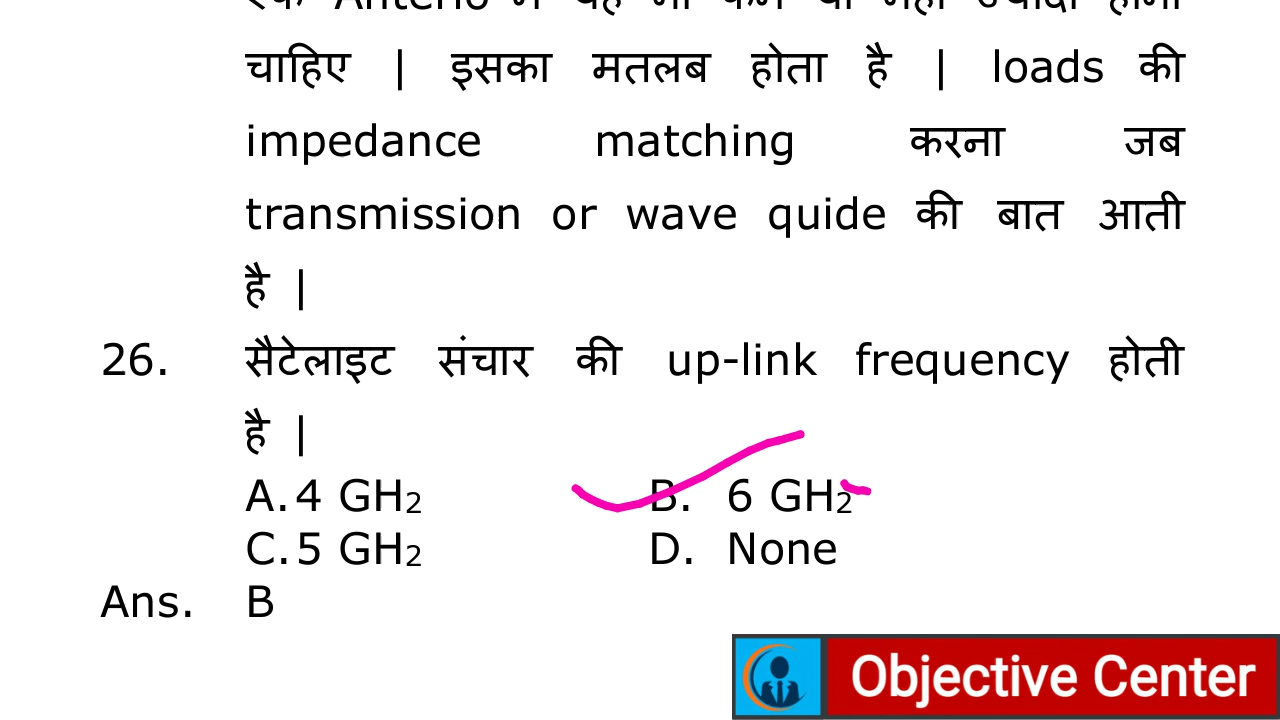 चाहिए | इसका मतलब होता है | loads की
impedance matching करना जब
transmission or wave quide की बात आती
है |
26. सैटेलाइट संचार की up-link frequency होती
है |
A. 4 GH2 B. 6 GH2
C. 5 GH2 D. None
Ans. B
Objective Center